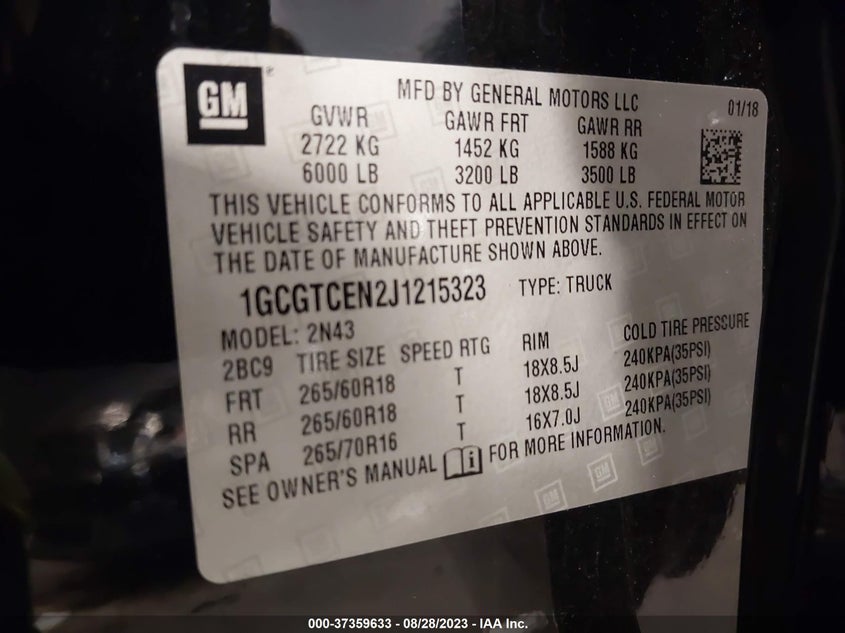 GM
MFD BY GENERAL MOTORS LLC
01/18
GVWR GAWR FRT GAWR RR
2722 KG 1452 KG 1588 KG
6000 LB 3200 LB 3500 LB
THIS VEHICLE CONFORMS TO ALL APPLICABLE U.S. FEDERAL MOTOR
VEHICLE SAFETY AND THEFT PREVENTION STANDARDS IN EFFECT ON
THE DATE OF MANUFACTURE SHOWN ABOVE.
1GCGTCEN2J1215323 TYPE: TRUCK
MODEL: 2N43
2BC9 TIRE SIZE SPEED RTG RIM COLD TIRE PRESSURE
FRT 265/60R18 T 18X8.5J 240KPA(35PSI)
RR 265/60R18 T 18X8.5J 240KPA(35PSI)
SPA 265/70R16 T 16X7.0J 240KPA(35PSI)
SEE OWNER'S MANUAL i FOR MORE INFORMATION.
000-37359633 - 08/28/2023 - IAA Inc.